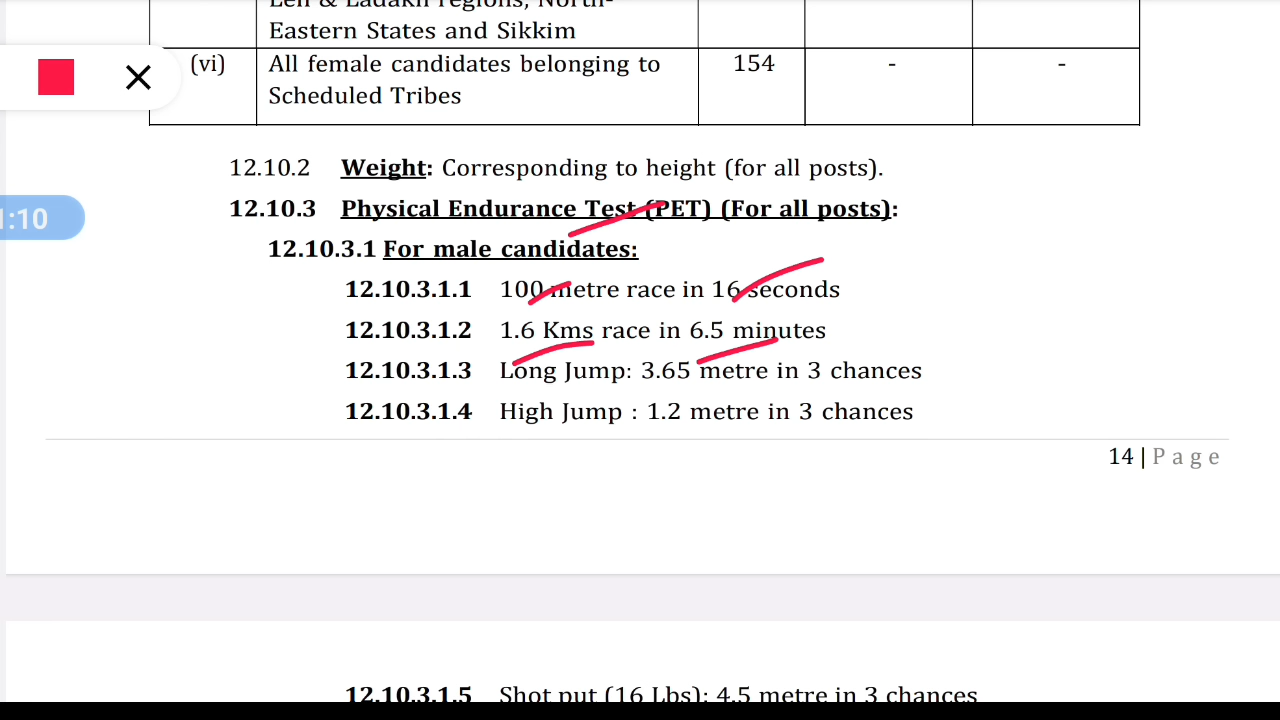 Leh & Ladakh regions, North-
Eastern States and Sikkim
(vi) All female candidates belonging to 154 - -
Scheduled Tribes
12.10.2 Weight: Corresponding to height (for all posts).
:10
12.10.3 Physical Endurance Test (PET) (For all posts):
12.10.3.1 For male candidates:
12.10.3.1.1 100 metre race in 16 seconds
12.10.3.1.2 1.6 Kms race in 6.5 minutes
12.10.3.1.3 Long Jump: 3.65 metre in 3 chances
12.10.3.1.4 High Jump : 1.2 metre in 3 chances
14 | P a g e
12.10.3.1.5 Shot put (16 Lbs): 4.5 metre in 3 chances